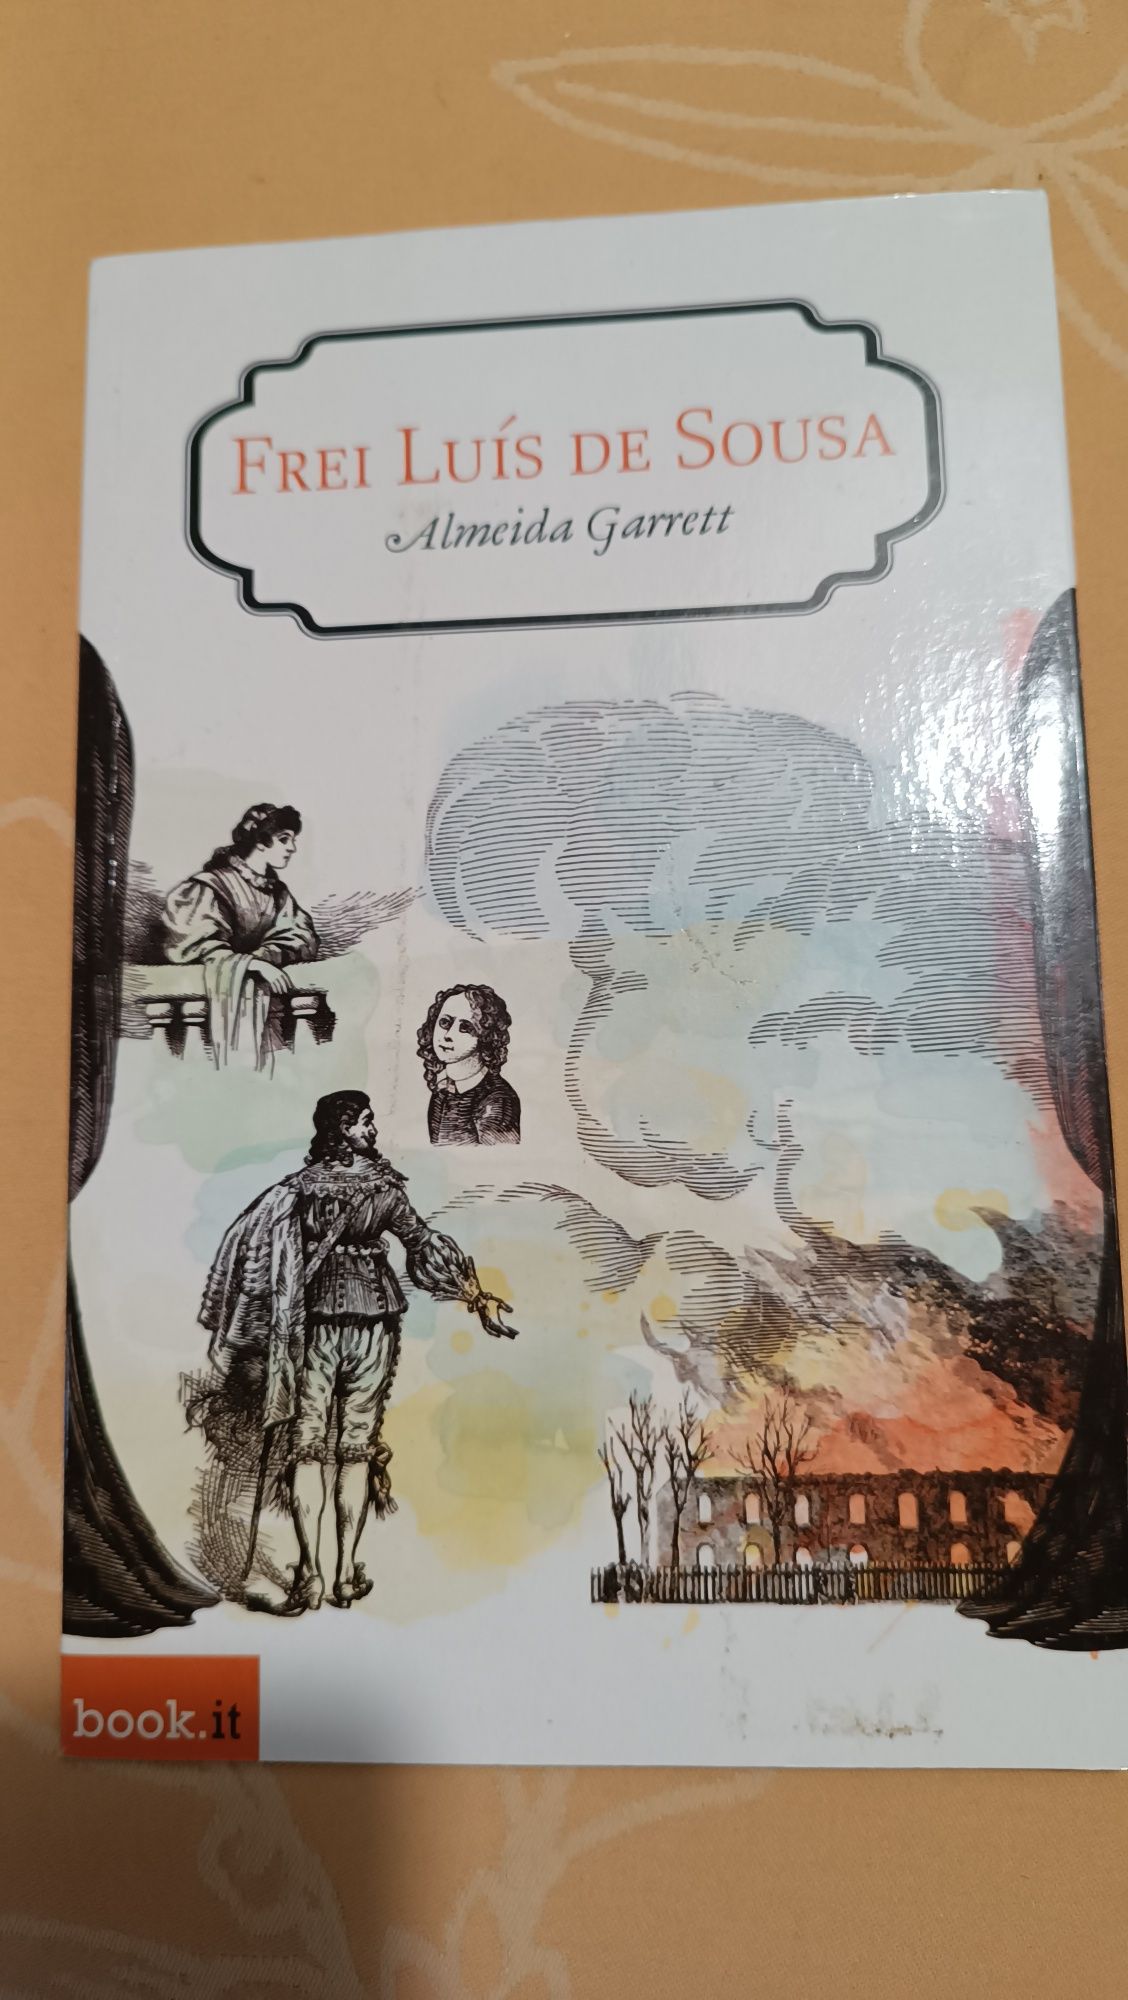 Frei Luís de Sousa
Almeida Garrett
book.it